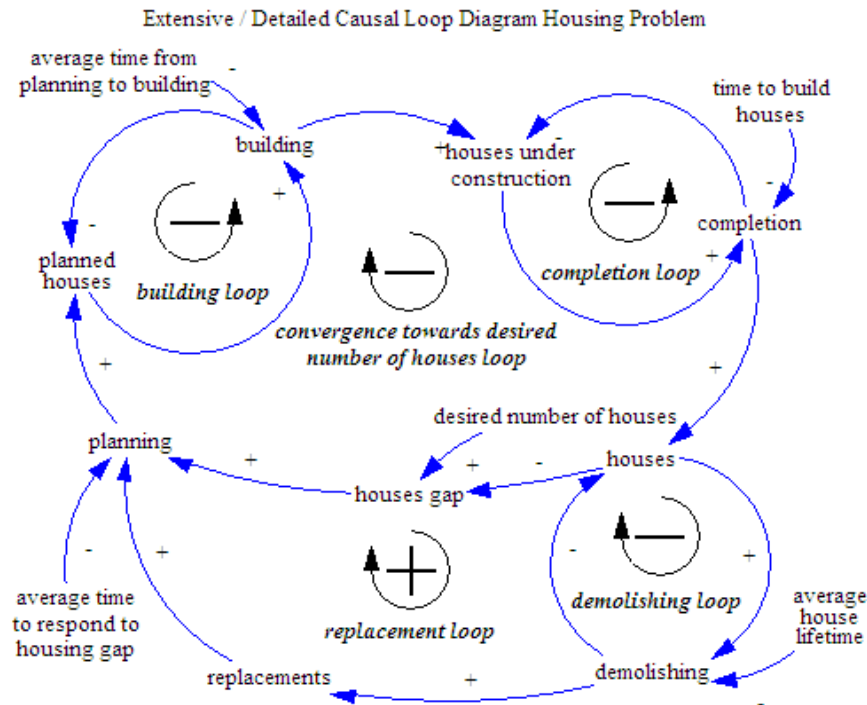 Extensive / Detailed Causal Loop Diagram Housing Problem
average time from
planning to building
-
time to build
houses
building
+
-
houses under
construction
+
-
completion
-
planned
houses
building loop
+
completion loop
convergence towards desired
number of houses loop
+
+
desired number of houses
planning
+
+
-
houses
houses gap
-
+
-
+
average time
to respond to
housing gap
replacement loop
demolishing loop
average
house
lifetime
replacements
+
demolishing
-